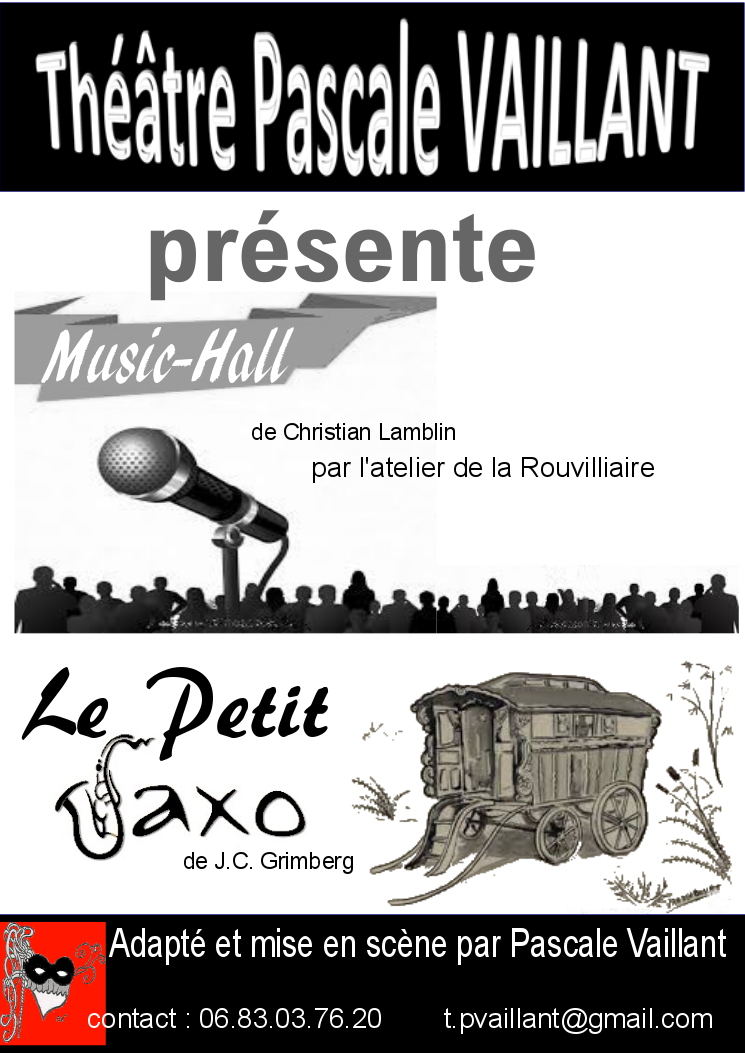 Théâtre Pascale VAILLANT
présente
Music-Hall
de Christian Lamblin
par l'atelier de la Rouvilliaire
Le Petit
Saxo
de J.C. Grimberg
Adapté et mise en scène par Pascale Vaillant
contact : 06.83.03.76.20 t.pvaillant@gmail.com